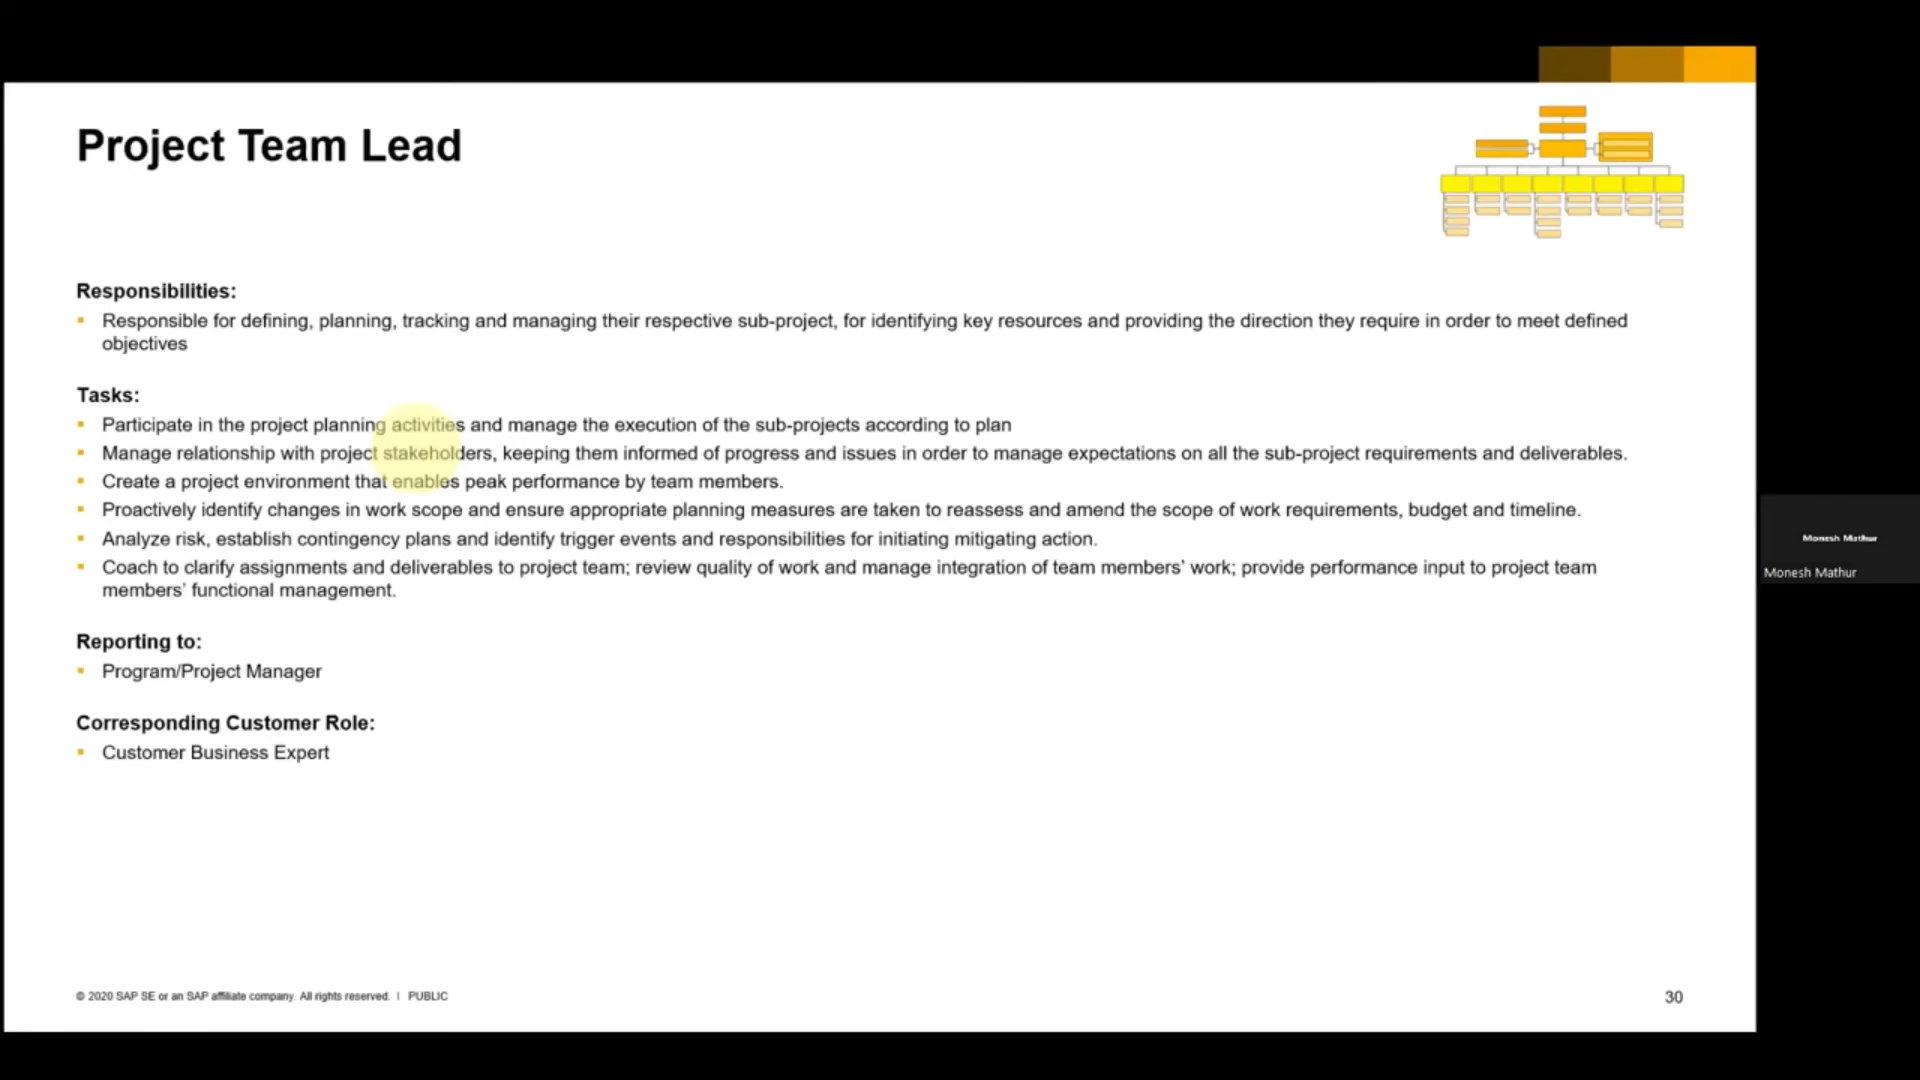 Project Team Lead
Responsibilities:
Responsible for defining, planning, tracking and managing their respective sub-project, for identifying key resources and providing the direction they require in order to meet defined
objectives
Tasks:
Participate in the project planning activities and manage the execution of the sub-projects according to plan
Manage relationship with project stakeholders, keeping them informed of progress and issues in order to manage expectations on all the sub-project requirements and deliverables.
Create a project environment that enables peak performance by team members.
Proactively identify changes in work scope and ensure appropriate planning measures are taken to reassess and amend the scope of work requirements, budget and timeline.
Analyze risk, establish contingency plans and identify trigger events and responsibilities for initiating mitigating action.
Coach to clarify assignments and deliverables to project team; review quality of work and manage integration of team members’ work; provide performance input to project team
members’ functional management.
Reporting to:
Program/Project Manager
Corresponding Customer Role:
Customer Business Expert
© 2020 SAP SE or an SAP affiliate company. All rights reserved. | PUBLIC
30
Monesh Mathur
Monesh Mathur